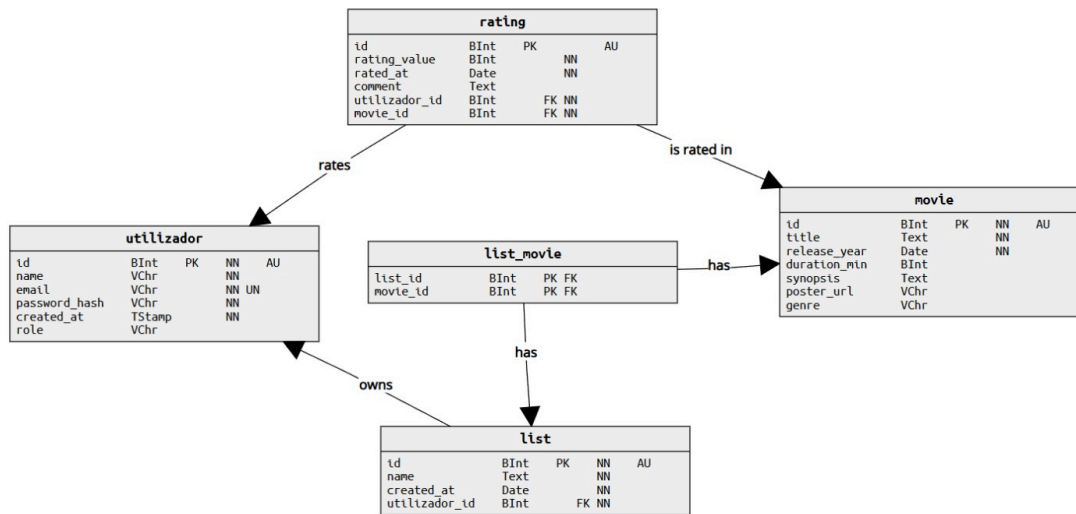 rating
id BInt PK AU
rating_value BInt NN
rated_at Date NN
comment Text
utilizador_id BInt FK NN
movie_id BInt FK NN
rates
is rated in
movie
id BInt PK NN AU
title Text NN
release_year Date NN
duration_min BInt
synopsis Text
poster_url VChr
genre VChr
utilizador
id BInt PK NN AU
name VChr NN
email VChr NN UN
password_hash VChr NN
created_at TStamp NN
role VChr
list_movie
list_id BInt PK FK
movie_id BInt PK FK
has
has
owns
list
id BInt PK NN AU
name Text NN
created_at Date NN
utilizador_id BInt FK NN